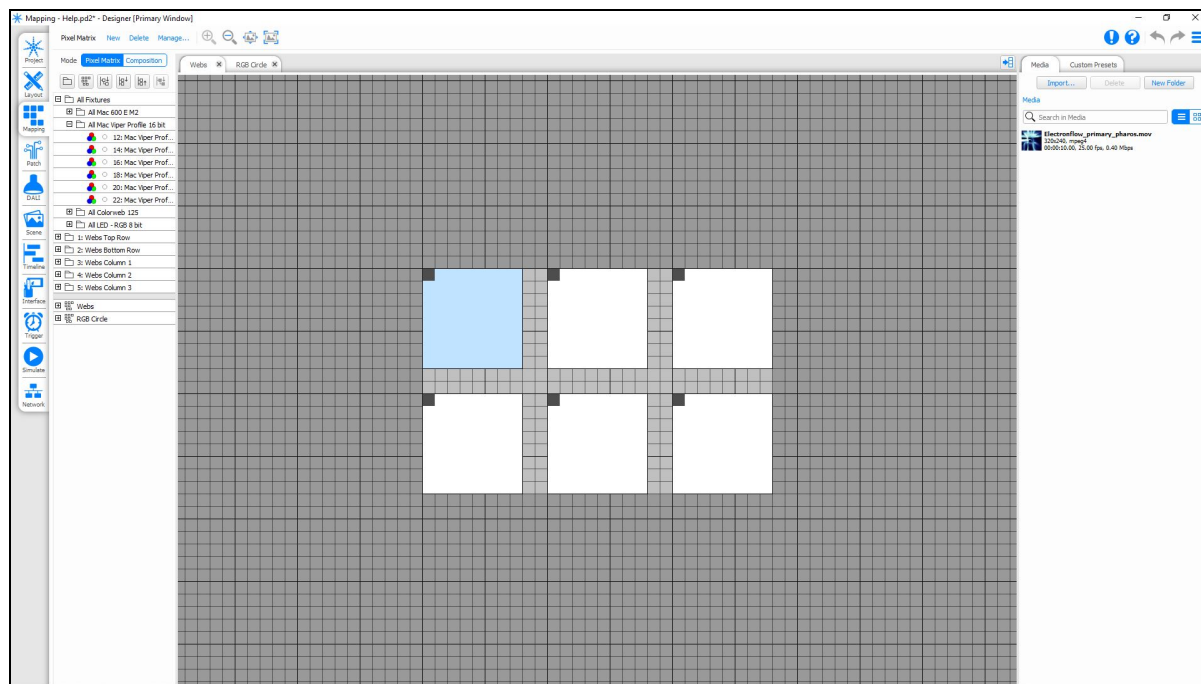 Mapping - Help.pd2* - Designer [Primary Window]
Pixel Matrix New Delete Manage...
Project
Layout
Mapping
Patch
DALI
Scene
Timeline
Interface
Trigger
Simulate
Network
Mode Pixel Matrix Composition
All Fixtures
All Mac 600 E M2
All Mac Viper Profile 16 bit
12: Mac Viper Prof...
14: Mac Viper Prof...
16: Mac Viper Prof...
18: Mac Viper Prof...
20: Mac Viper Prof...
22: Mac Viper Prof...
All Colorweb 125
All LED - RGB 8 bit
1: Webs Top Row
2: Webs Bottom Row
3: Webs Column 1
4: Webs Column 2
5: Webs Column 3
Webs
RGB Circle
Webs RGB Circle
Media Custom Presets
Import... Delete New Folder
Media
Search in Media
Electronflow_primary_pharos.mov
320x240, mpeg4
00:00:10.00, 25.00 fps, 0.40 Mbps